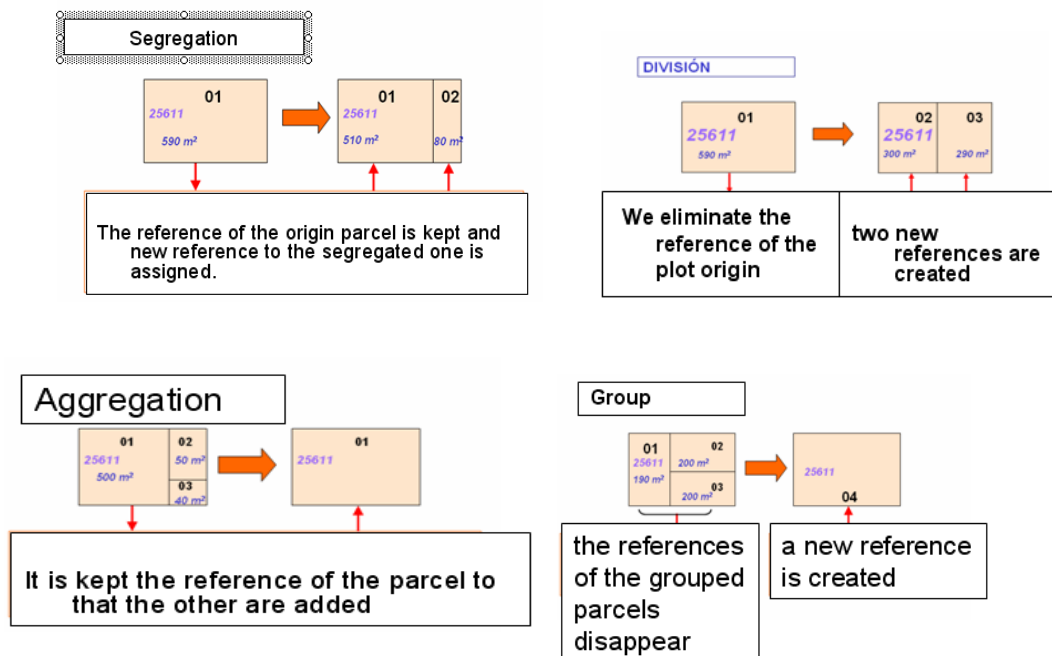 Segregation
01
25611
590 m²
01
02
25611
510 m²
80 m²
The reference of the origin parcel is kept and
new reference to the segregated one is
assigned.
DIVISIÓN
01
25611
590 m²
02
03
25611
300 m²
290 m²
We eliminate the
reference of the
plot origin
two new
references are
created
Aggregation
01
02
25611
50 m²
500 m²
03
40 m²
01
25611
It is kept the reference of the parcel to
that the other are added
Group
01
02
25611
200 m²
190 m²
03
200 m²
25611
04
the references
of the grouped
parcels
disappear
a new reference
is created